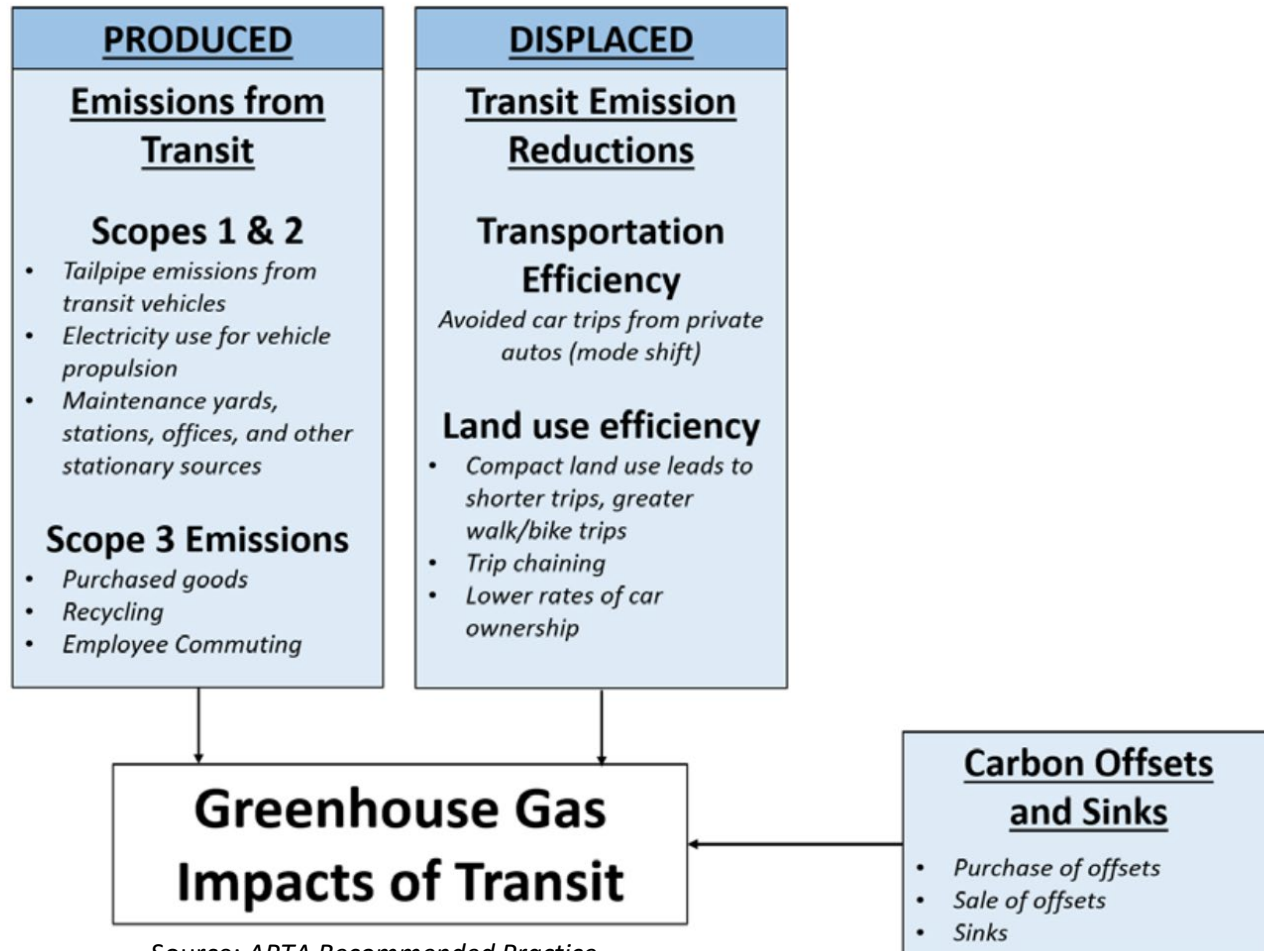 PRODUCED
Emissions from
Transit
Scopes 1 & 2
• Tailpipe emissions from
transit vehicles
• Electricity use for vehicle
propulsion
• Maintenance yards,
stations, offices, and other
stationary sources
Scope 3 Emissions
• Purchased goods
• Recycling
• Employee Commuting
DISPLACED
Transit Emission
Reductions
Transportation
Efficiency
Avoided car trips from private
autos (mode shift)
Land use efficiency
• Compact land use leads to
shorter trips, greater
walk/bike trips
• Trip chaining
• Lower rates of car
ownership
Greenhouse Gas
Impacts of Transit
Carbon Offsets
and Sinks
• Purchase of offsets
• Sale of offsets
• Sinks
Source: APTA Recommended Practice